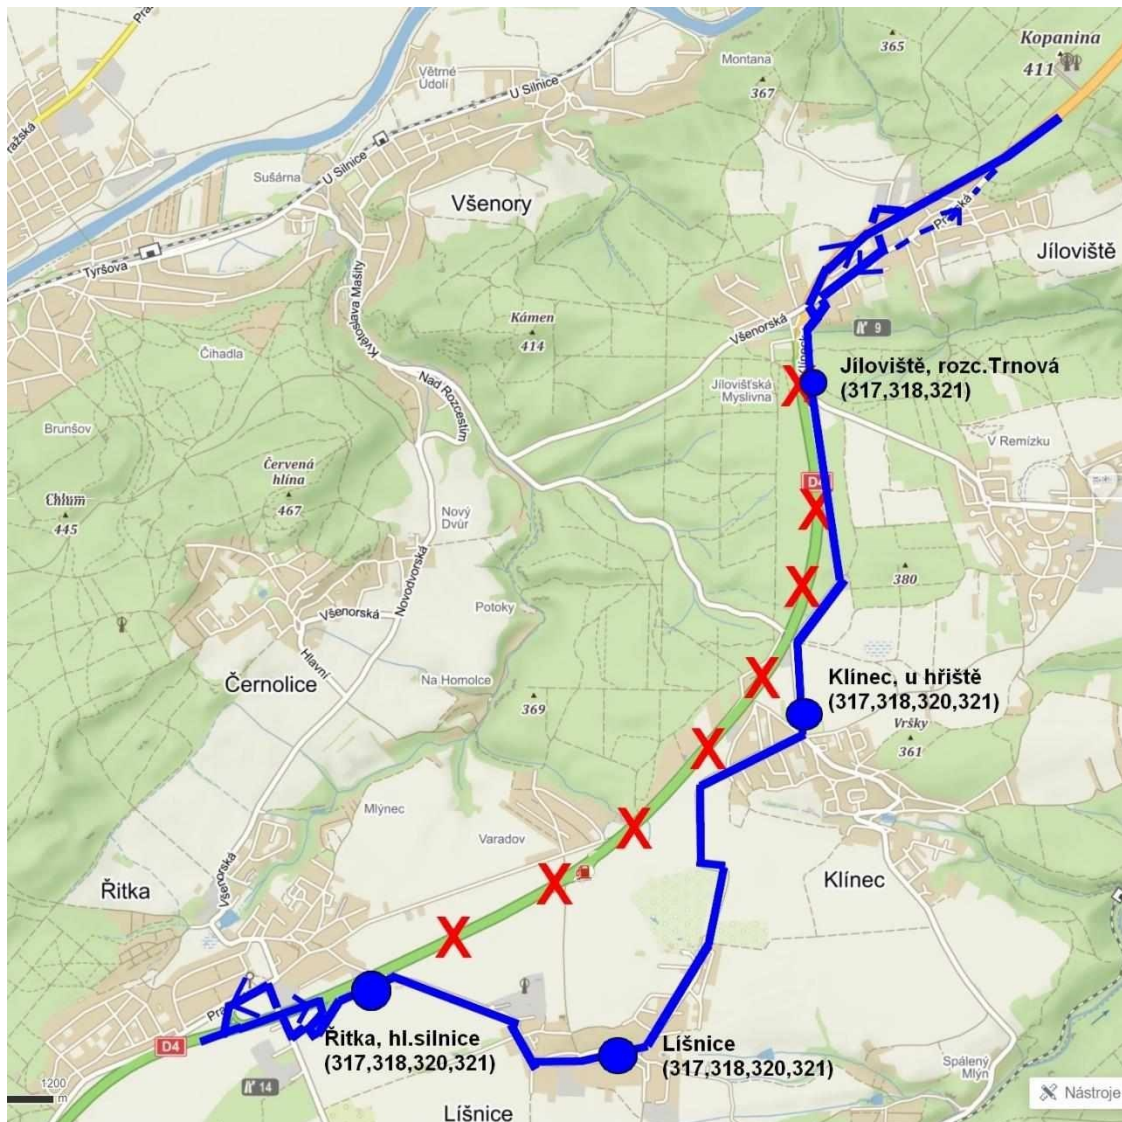 Pražská
Větrné
Údolí
U Silnice
Montana
367
365
Kopanina
411
Sušárna
U Silnice
Všenory
Pražská
Jíloviště
Tyršova
Květoslava Mašity
Kámen
414
Všenorská
9
Čihadla
Nad Rozcestím
Jílovišťská
Myslivna
Jíloviště, rozc.Trnová
(317,318,321)
Brunšov
V Remízku
Červená
hlína
467
Chlum
445
D4
Nový
Dvůr
Novodvorská
380
Potoky
Všenorská
Hlavní
Černolice
Na Homolce
369
Klínec, u hřiště
(317,318,320,321)
Vršky
361
Mlýnec
Varadov
Všenorská
Řitka
Klínec
D4
Řitka, hl.silnice
(317,318,320,321)
Líšnice
(317,318,320,321)
Spálený
Mlýn
1200
m
14
Líšnice
Nástroje